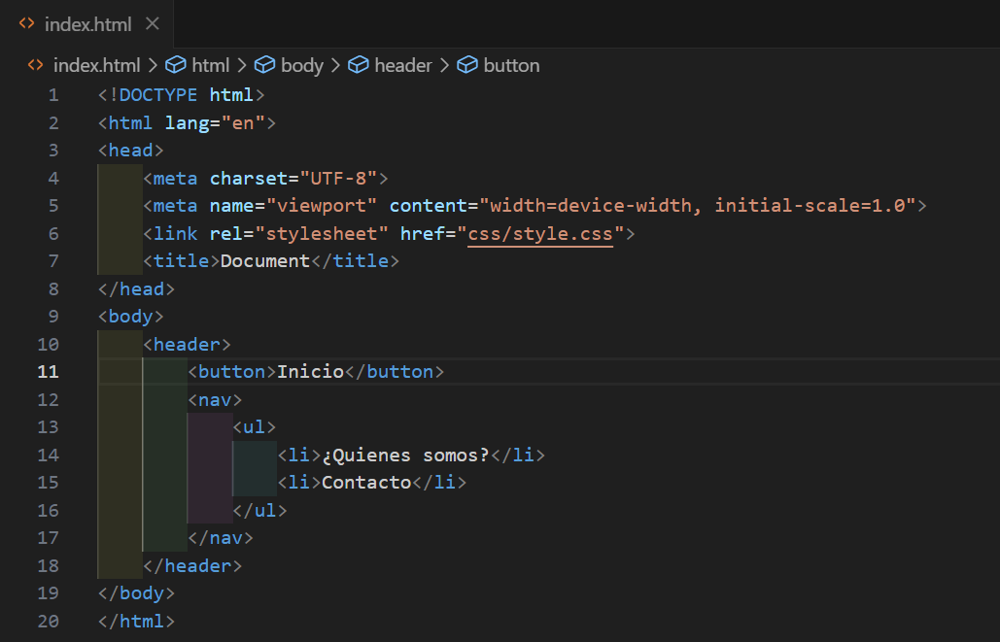 index.html
index.html > html > body > header > button
1 <!DOCTYPE html>
2 <html lang="en">
3 <head>
4     <meta charset="UTF-8">
5     <meta name="viewport" content="width=device-width, initial-scale=1.0">
6     <link rel="stylesheet" href="css/style.css">
7     <title>Document</title>
8 </head>
9 <body>
10     <header>
11         <button>Inicio</button>
12         <nav>
13             <ul>
14                 <li>¿Quienes somos?</li>
15                 <li>Contacto</li>
16             </ul>
17         </nav>
18     </header>
19 </body>
20 </html>